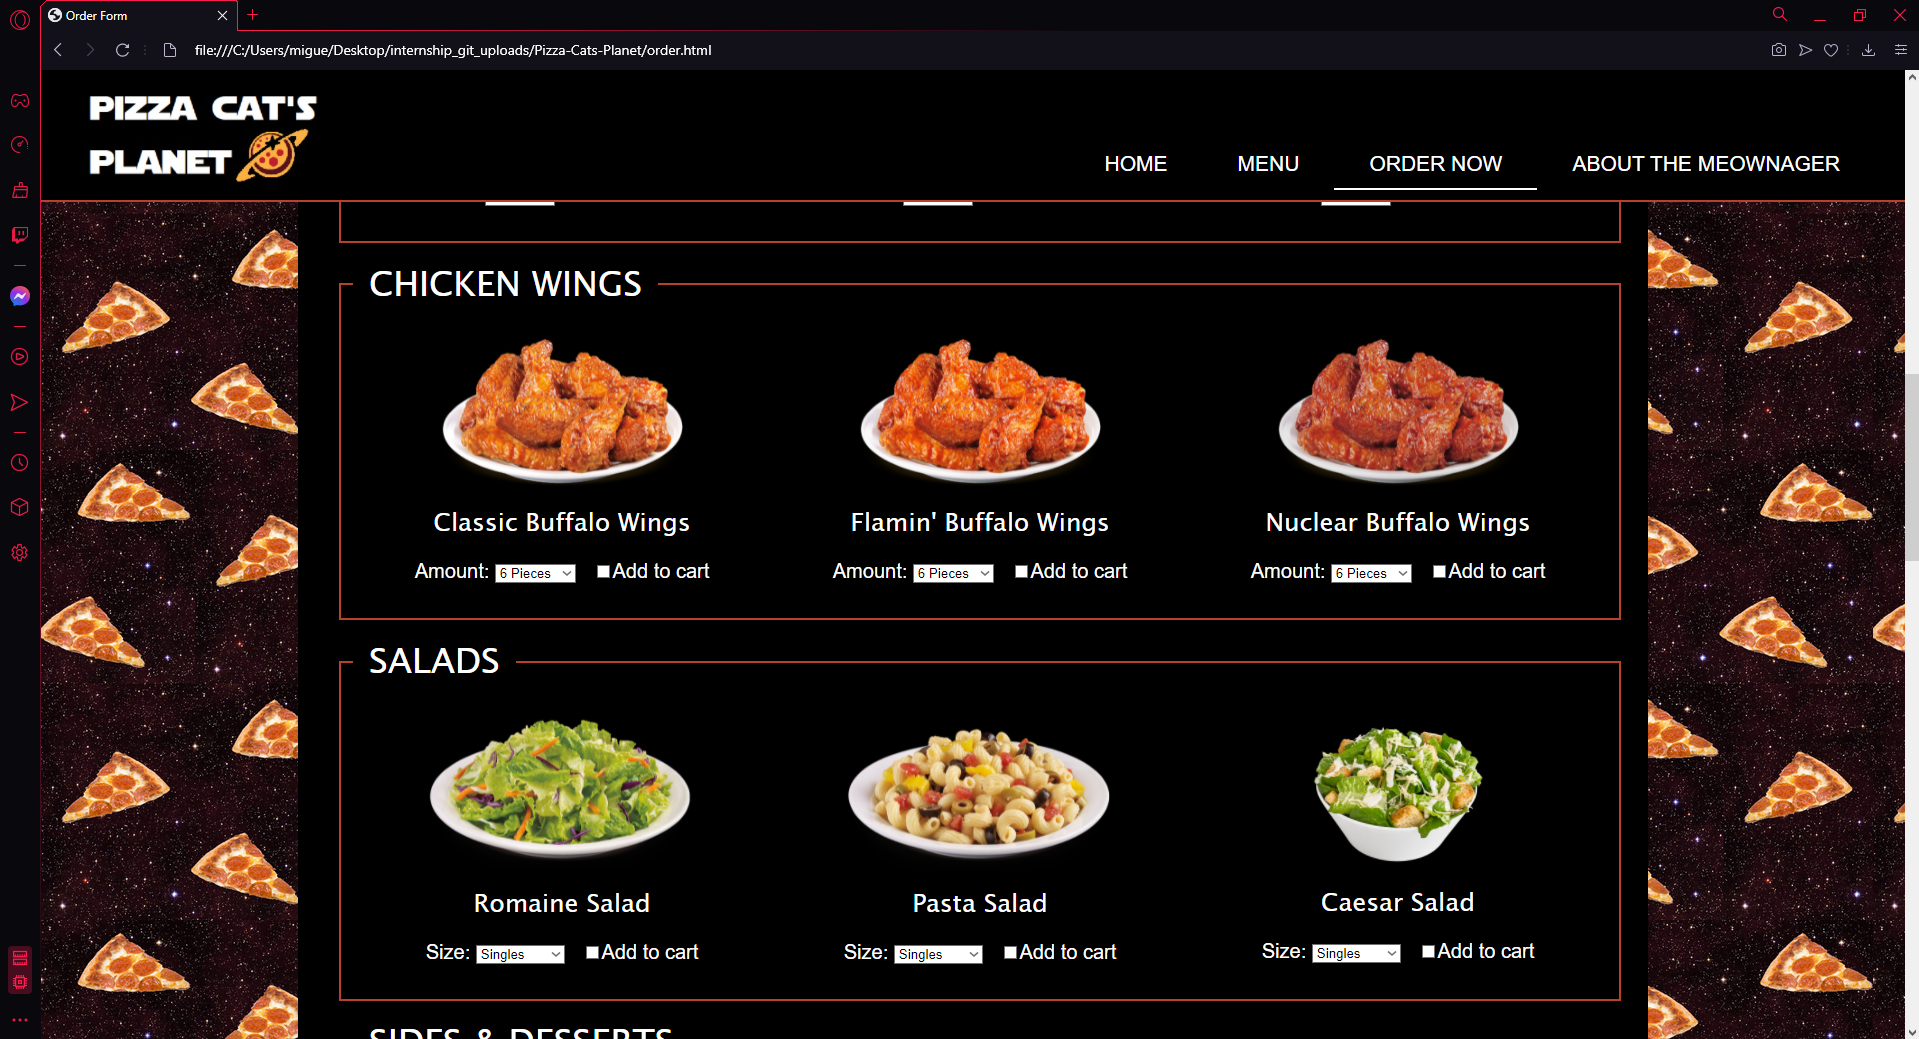 Order Form
file:///C:/Users/migue/Desktop/internship_git_uploads/Pizza-Cats-Planet/order.html
PIZZA CAT'S
PLANET
HOME MENU ORDER NOW ABOUT THE MEOWNAGER
CHICKEN WINGS
Classic Buffalo Wings Flamin' Buffalo Wings Nuclear Buffalo Wings
Amount: 6 Pieces Add to cart Amount: 6 Pieces Add to cart Amount: 6 Pieces Add to cart
SALADS
Romaine Salad Pasta Salad Caesar Salad
Size: Singles Add to cart Size: Singles Add to cart Size: Singles Add to cart
SIDES & DESSERTS